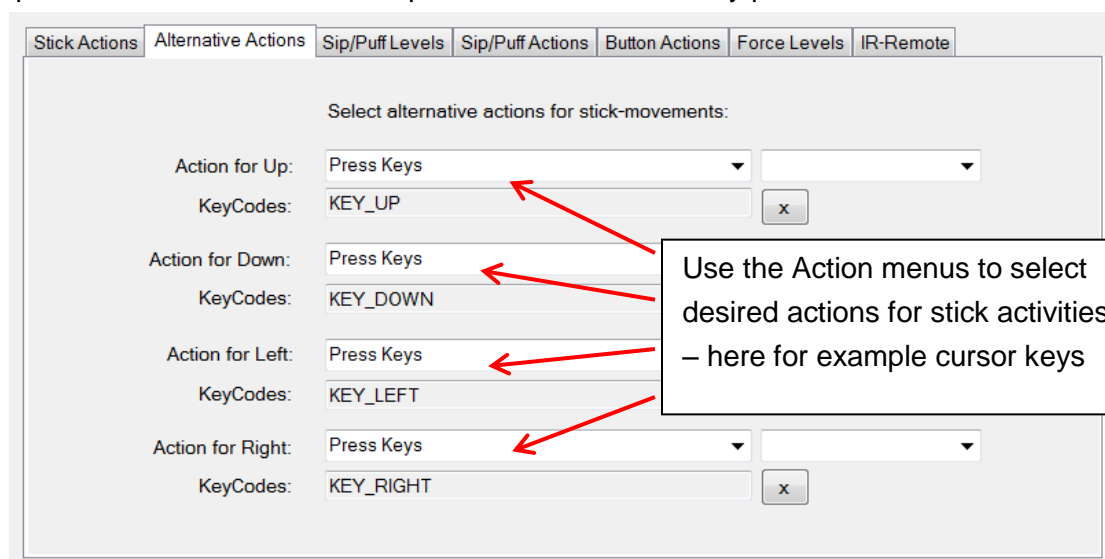 Stick Actions Alternative Actions Sip/Puff Levels Sip/Puff Actions Button Actions Force Levels IR-Remote
Select alternative actions for stick-movements:
Action for Up: Press Keys
KeyCodes: KEY_UP x
Action for Down: Press Keys
KeyCodes: KEY_DOWN
Action for Left: Press Keys
KeyCodes: KEY_LEFT
Use the Action menus to select
desired actions for stick activities
– here for example cursor keys
Action for Right: Press Keys
KeyCodes: KEY_RIGHT x